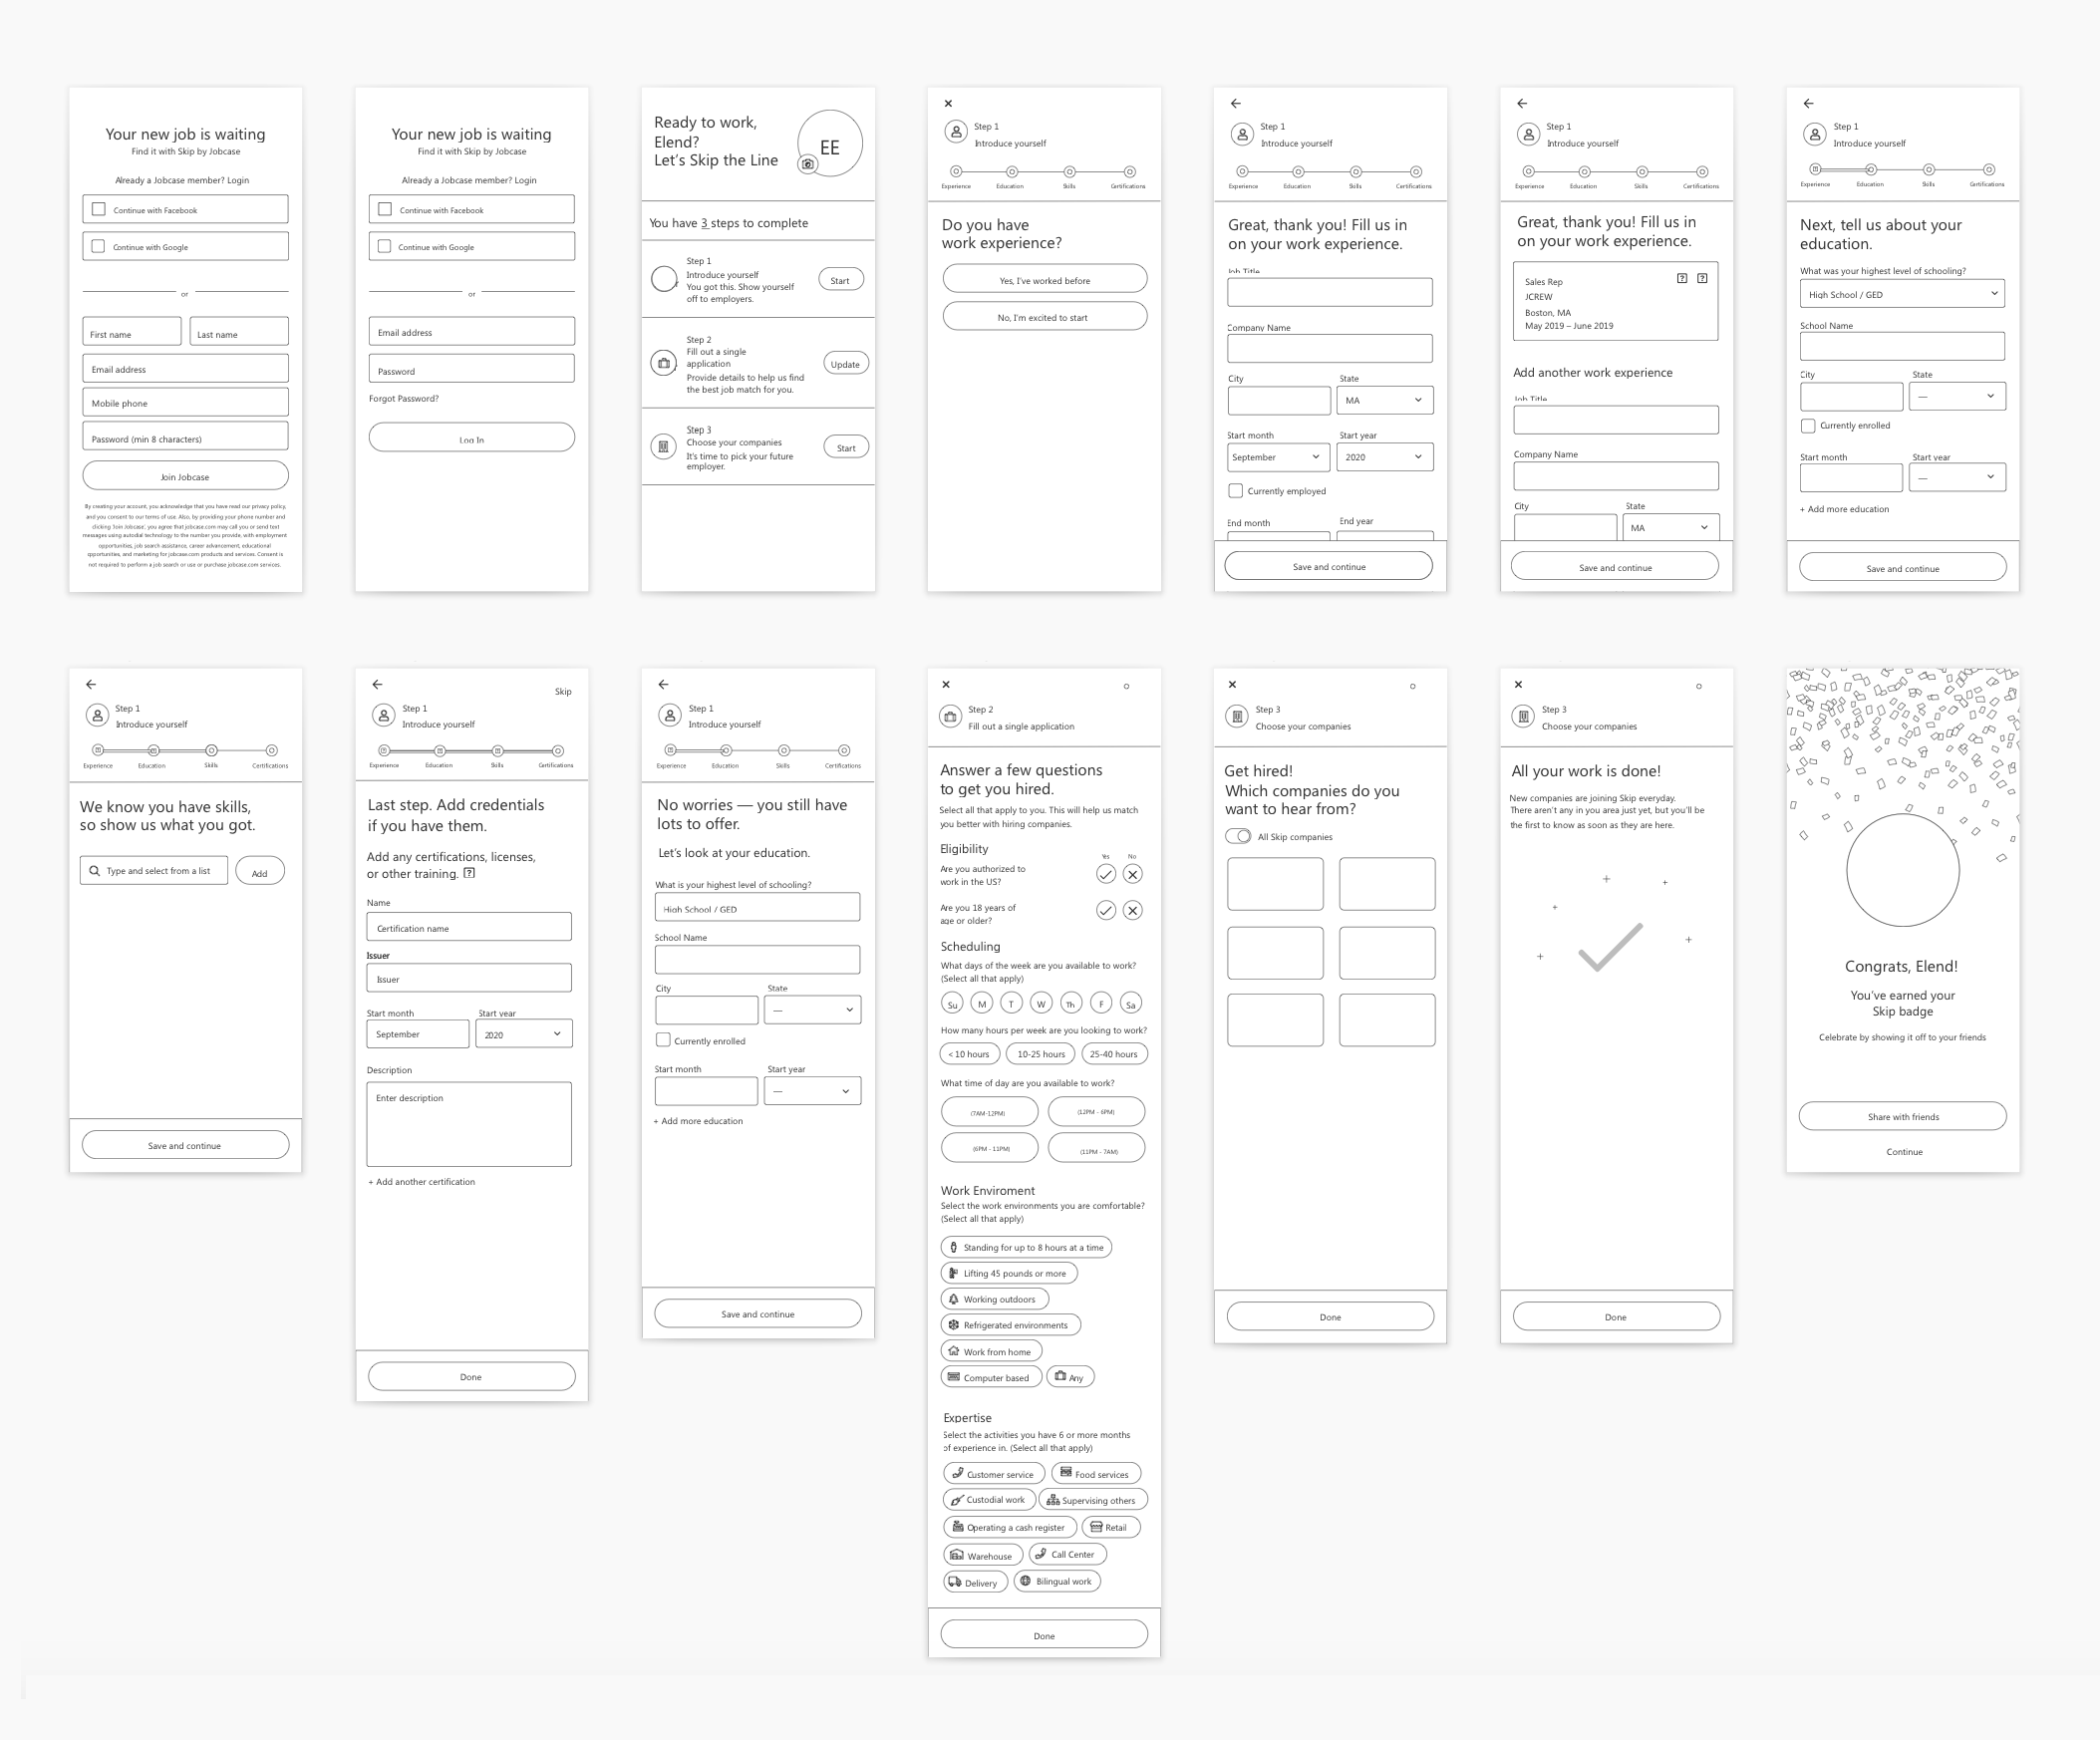 Your new job is waiting
Find it with Skip by Jobcase
Already a Jobcase member? Login
Continue with Facebook
Continue with Google
or
First name
Last name
Email address
Mobile phone
Password (min 8 characters)
Join Jobcase
By creating your account, you acknowledge that you have read our privacy policy,
and you consent to our terms of use. Also, by providing your phone number and
clicking 'Join Jobcase', you agree that jobcase.com may call you or send text
messages using autodial technology to the number you provide, with employment
opportunities, job search assistance, career advancement, educational
opportunities, and marketing for jobcase.com products and services. Consent is
not required to perform a job search or use or purchase jobcase.com services.
Your new job is waiting
Find it with Skip by Jobcase
Already a Jobcase member? Login
Continue with Facebook
Continue with Google
or
Email address
Password
Forgot Password?
Log In
Ready to work,
Elend?
Let's Skip the Line
EE
You have 3 steps to complete
Step 1
Introduce yourself
You got this. Show yourself
off to employers.
Start
Step 2
Fill out a single
application
Provide details to help us find
the best job match for you.
Update
Step 3
Choose your companies
It's time to pick your future
employer.
Start
Step 1
Introduce yourself
Experience
Education
Skills
Certifications
Do you have
work experience?
Yes, I've worked before
No, I'm excited to start
Step 1
Introduce yourself
Experience
Education
Skills
Certifications
Great, thank you! Fill us in
on your work experience.
Job Title
Company Name
City
State
MA
Start month
Start year
September
2020
Currently employed
End month
End year
Save and continue
Step 1
Introduce yourself
Experience
Education
Skills
Certifications
Great, thank you! Fill us in
on your work experience.
Sales Rep
JCREW
Boston, MA
May 2019 – June 2019
? ?
Add another work experience
Job Title
Company Name
City
State
MA
Save and continue
Step 1
Introduce yourself
Experience
Education
Skills
Certifications
Next, tell us about your
education.
What was your highest level of schooling?
High School / GED
School Name
City
State
—
Currently enrolled
Start month
Start year
—
+ Add more education
Save and continue
Step 1
Introduce yourself
Experience
Education
Skills
Certifications
We know you have skills,
so show us what you got.
Type and select from a list
Add
Save and continue
Skip
Step 1
Introduce yourself
Experience
Education
Skills
Certifications
Last step. Add credentials
if you have them.
Add any certifications, licenses,
or other training. ?
Name
Certification name
Issuer
Issuer
Start month
Start year
September
2020
Description
Enter description
+ Add another certification
Done
Step 1
Introduce yourself
Experience
Education
Skills
Certifications
No worries — you still have
lots to offer.
Let's look at your education.
What is your highest level of schooling?
High School / GED
School Name
City
State
—
Currently enrolled
Start month
Start year
—
+ Add more education
Save and continue
Step 2
Fill out a single application
Answer a few questions
to get you hired.
Select all that apply to you. This will help us match
you better with hiring companies.
Eligibility
Yes
No
Are you authorized to
work in the US?
Are you 18 years of
age or older?
Scheduling
What days of the week are you available to work?
(Select all that apply)
Su M T W Th F Sa
How many hours per week are you looking to work?
< 10 hours
10-25 hours
25-40 hours
What time of day are you available to work?
(7AM-12PM)
(12PM - 6PM)
(6PM - 11PM)
(11PM - 7AM)
Work Enviroment
Select the work environments you are comfortable?
(Select all that apply)
Standing for up to 8 hours at a time
Lifting 45 pounds or more
Working outdoors
Refrigerated environments
Work from home
Computer based
Any
Expertise
Select the activities you have 6 or more months
of experience in. (Select all that apply)
Customer service
Food services
Custodial work
Supervising others
Operating a cash register
Retail
Warehouse
Call Center
Delivery
Bilingual work
Done
Step 3
Choose your companies
Get hired!
Which companies do you
want to hear from?
All Skip companies
Done
Step 3
Choose your companies
All your work is done!
New companies are joining Skip everyday.
There aren't any in you area just yet, but you'll be
the first to know as soon as they are here.
Done
Congrats, Elend!
You've earned your
Skip badge
Celebrate by showing it off to your friends
Share with friends
Continue